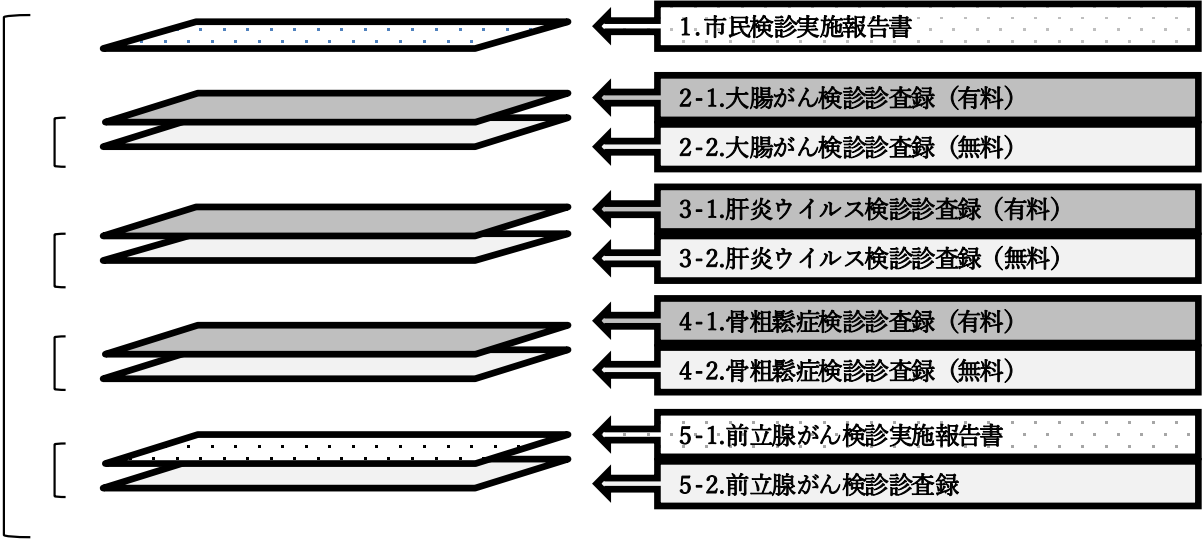 1.市民検診実施報告書
2-1.大腸がん検診診査録（有料）
2-2.大腸がん検診診査録（無料）
3-1.肝炎ウイルス検診診査録（有料）
3-2.肝炎ウイルス検診診査録（無料）
4-1.骨粗鬆症検診診査録（有料）
4-2.骨粗鬆症検診診査録（無料）
5-1.前立腺がん検診実施報告書
5-2.前立腺がん検診診査録